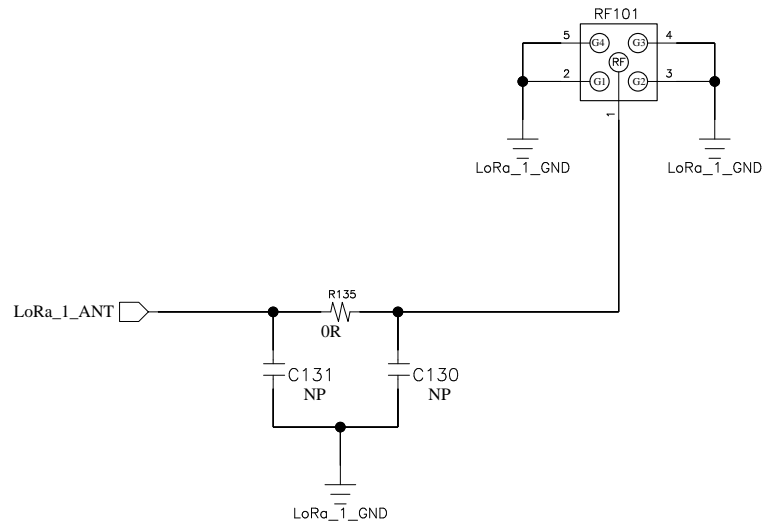 RF101
5 G4 G3 4
RF
2 G1 G2 3
1
LoRa_1_GND LoRa_1_GND
R135
LoRa_1_ANT
0R
C131 C130
NP NP
LoRa_1_GND